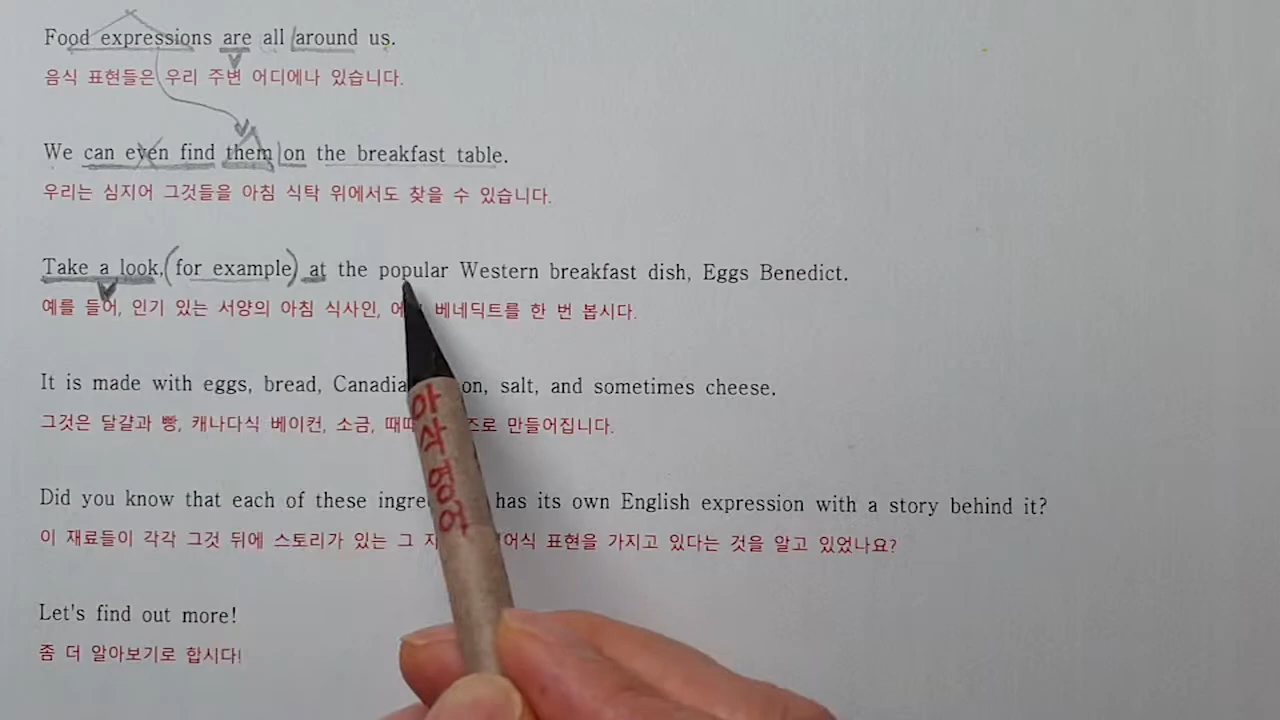 Food expressions are all around us.
음식 표현들은 우리 주변 어디에나 있습니다.
We can even find them on the breakfast table.
우리는 심지어 그것들을 아침 식탁 위에서도 찾을 수 있습니다.
Take a look, (for example) at the popular Western breakfast dish, Eggs Benedict.
예를 들어, 인기 있는 서양의 아침 식사인, 베네딕트를 한 번 봅시다.
It is made with eggs, bread, salt, and sometimes cheese.
그것은 달걀과 빵, 캐나다식 베이컨, 소금, 만들어집니다.
Did you know that each of these has its own English expression with a story behind it?
이 재료들이 각각 그것 뒤에 스토리가 있는 그 표현을 가지고 있다는 것을 알고 있었나요?
Let's find out more!
좀 더 알아보기로 합시다!
아삭영어